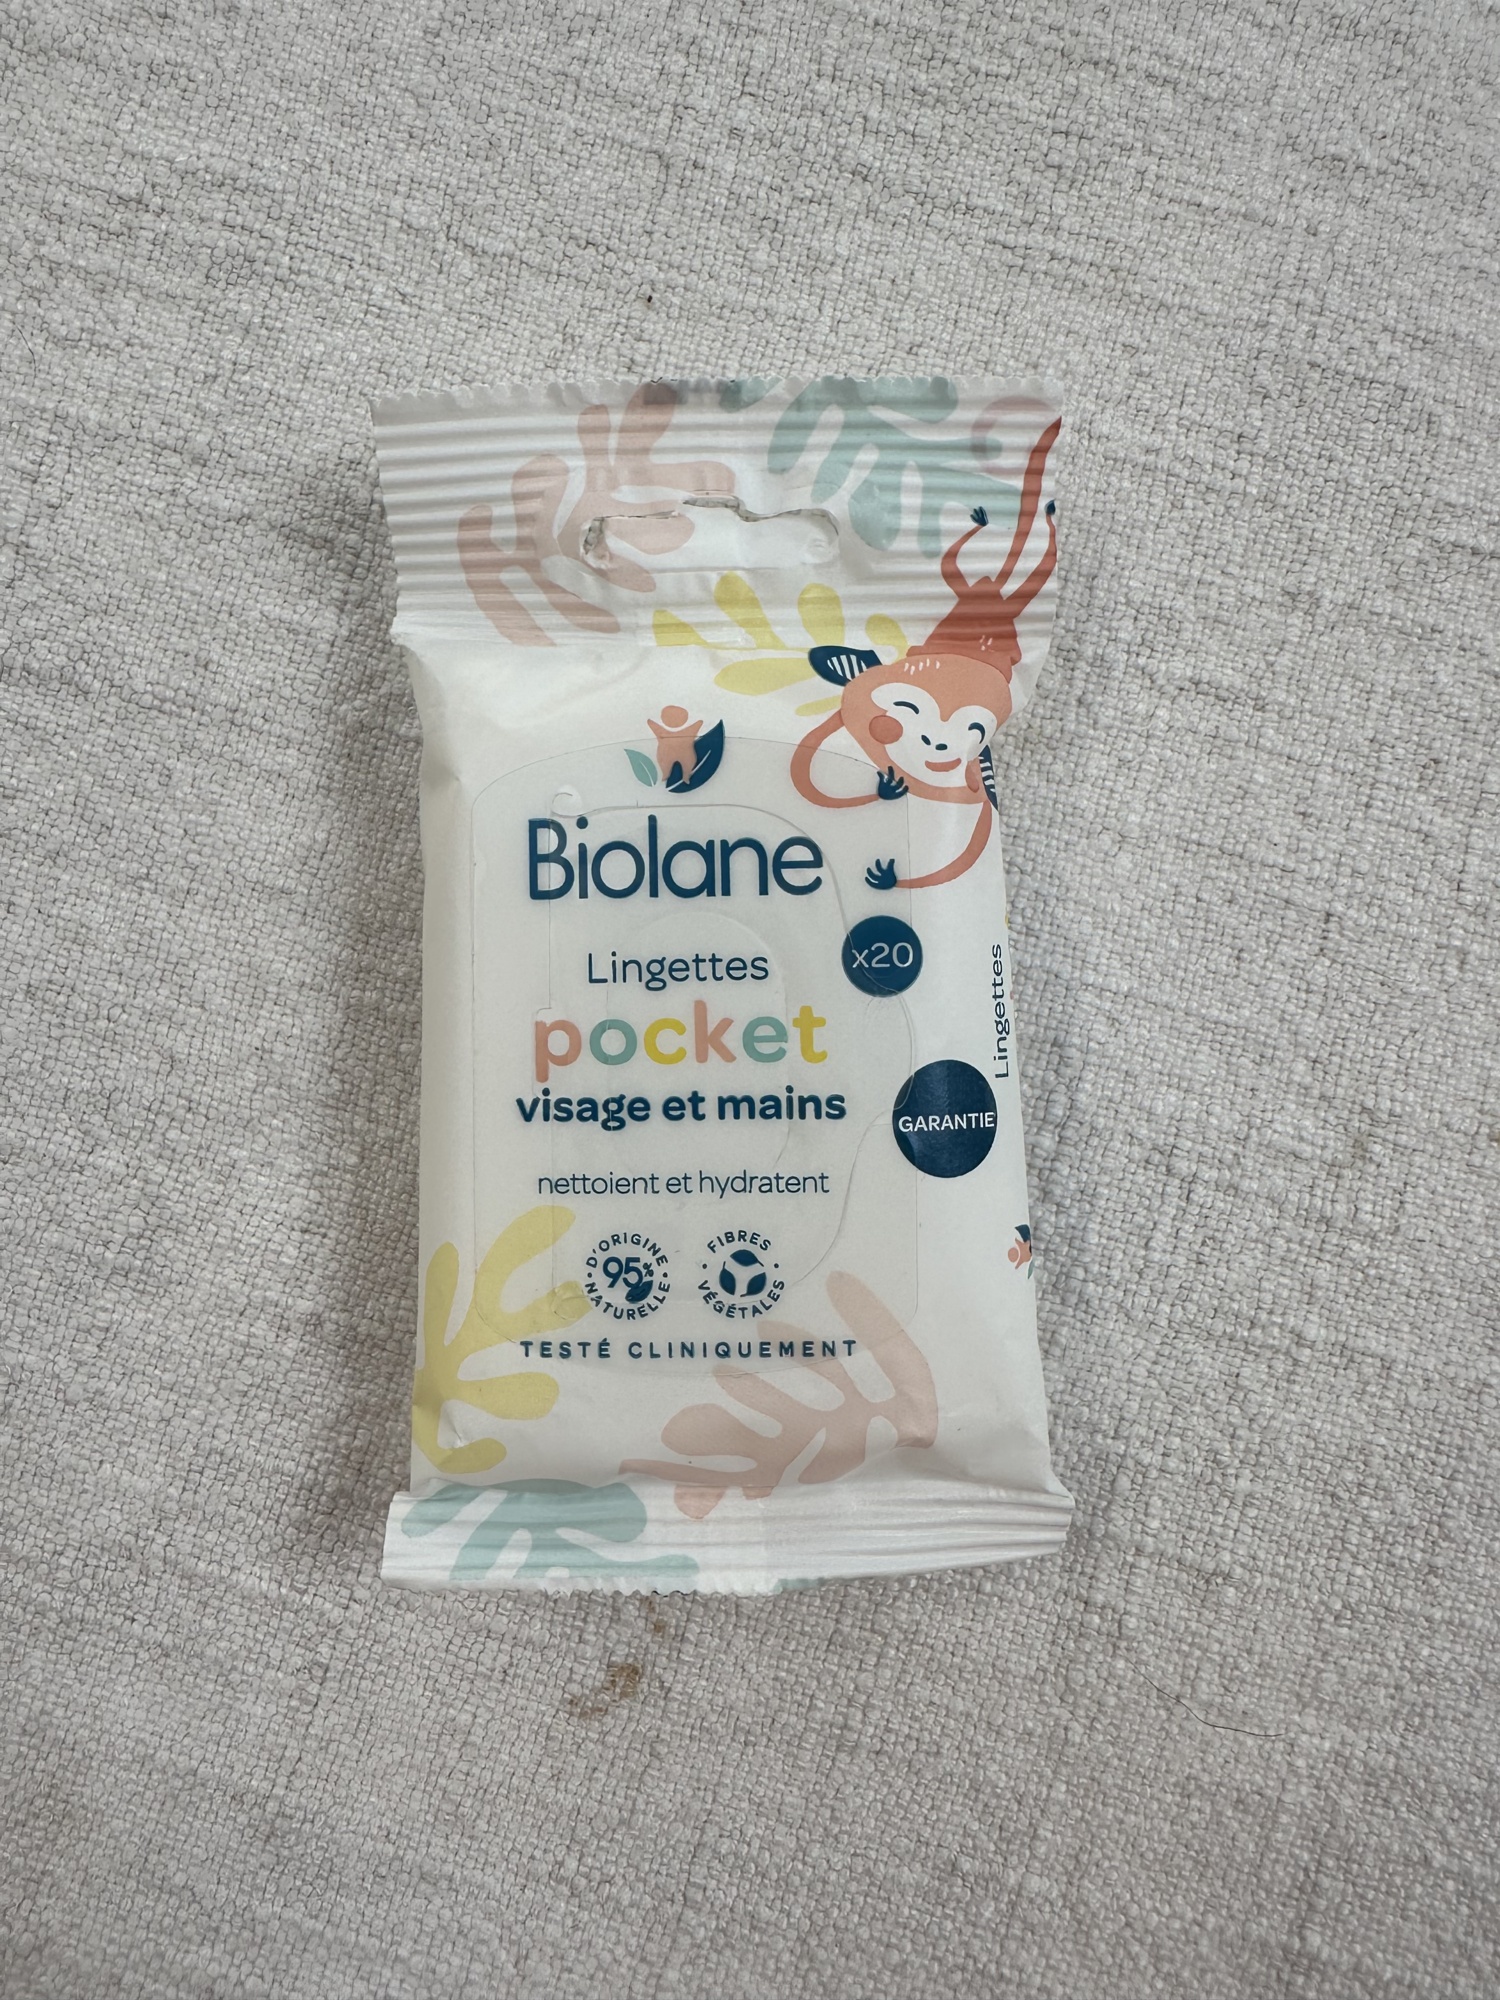 Biolane
x20
Lingettes
pocket
visage et mains
GARANTIE
nettoient et hydratent
95% D'ORIGINE NATURELLE
FIBRES VÉGÉTALES
TESTÉ CLINIQUEMENT
Lingettes